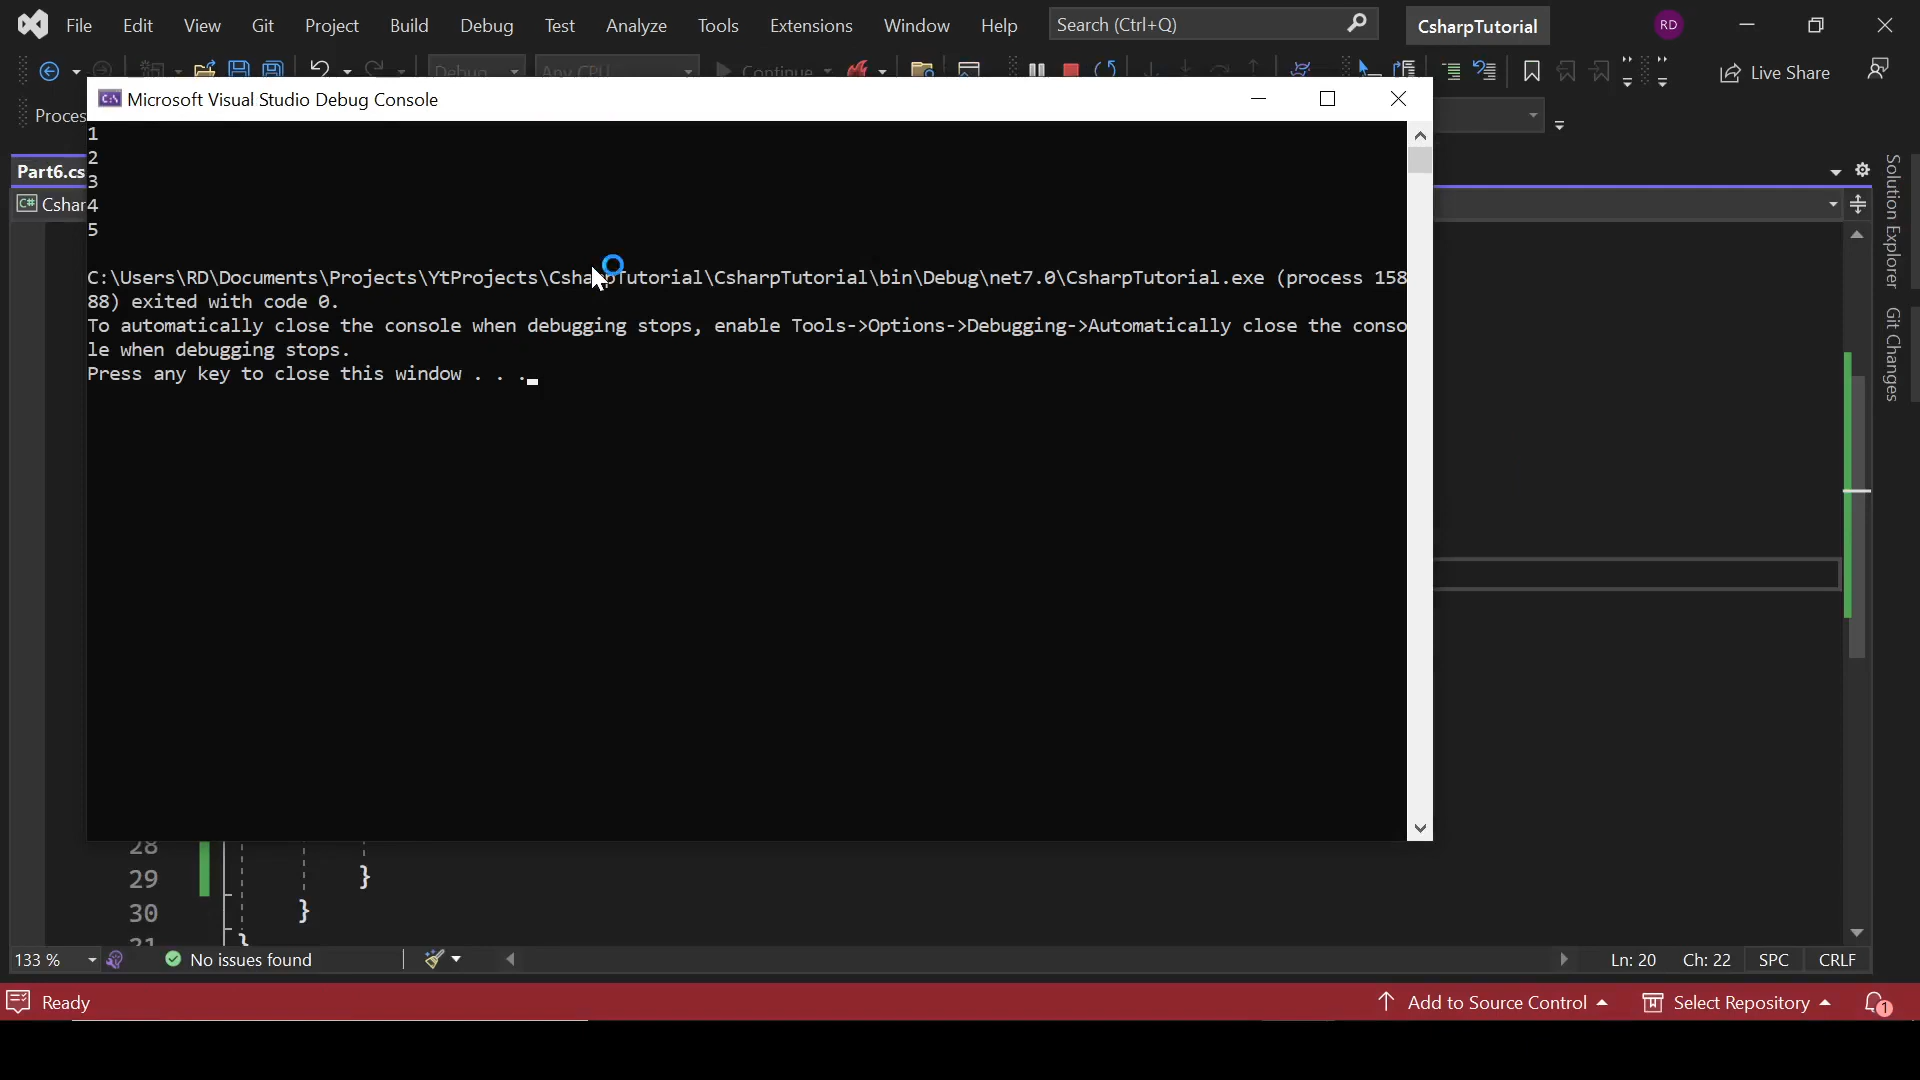 File Edit View Git Project Build Debug Test Analyze Tools Extensions Window Help Search (Ctrl+Q) CsharpTutorial RD
Debug Any CPU Continue Live Share
Microsoft Visual Studio Debug Console
Proces
1
2
Part6.cs
3
C# Cshar
4
5
C:\Users\RD\Documents\Projects\YtProjects\CsharpTutorial\CsharpTutorial\bin\Debug\net7.0\CsharpTutorial.exe (process 158
88) exited with code 0.
To automatically close the console when debugging stops, enable Tools->Options->Debugging->Automatically close the conso
le when debugging stops.
Press any key to close this window . . .
Solution Explorer
Git Changes
28
29 }
30 }
31 }
133 % No issues found Ln: 20 Ch: 22 SPC CRLF
Ready Add to Source Control Select Repository 1